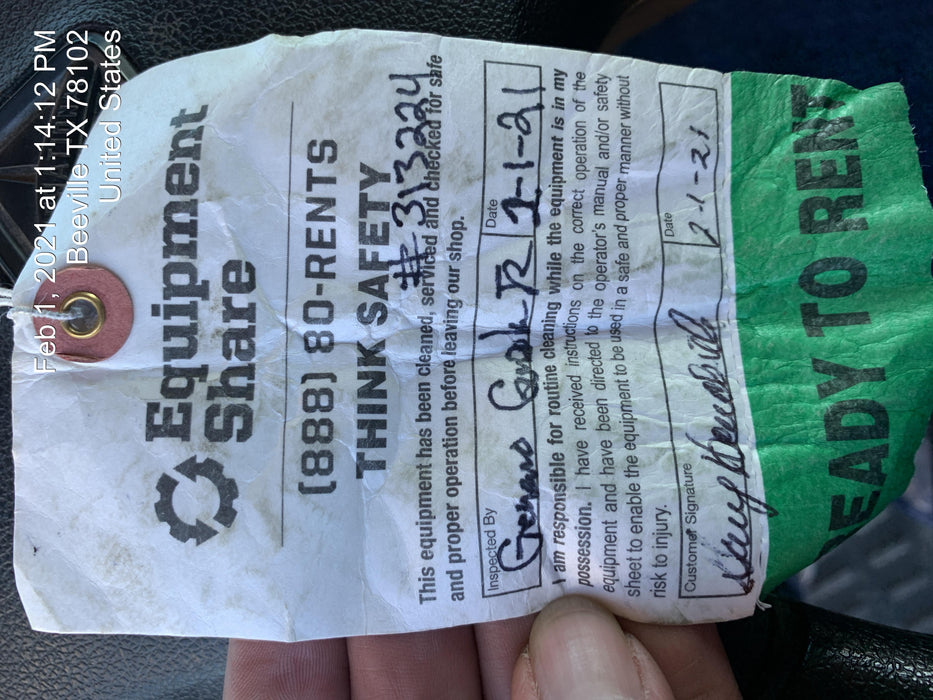 Feb 1, 2021 at 1:14:12 PM
Beeville TX 78102
United States
Equipment
Share
(888) 80-RENTS
THINK SAFETY
#313224
This equipment has been cleaned, serviced and checked for safe
and proper operation before leaving our shop.
Inspected By
Date
Genaro 2-1-21
I am responsible for routine cleaning while the equipment is in my
possession. I have received instructions on the correct operation of the
equipment and have been directed to the operator's manual and/or safety
sheet to enable the equipment to be used in a safe and proper manner without
risk to injury.
Customer Signature
Date
2-1-21
READY TO RENT